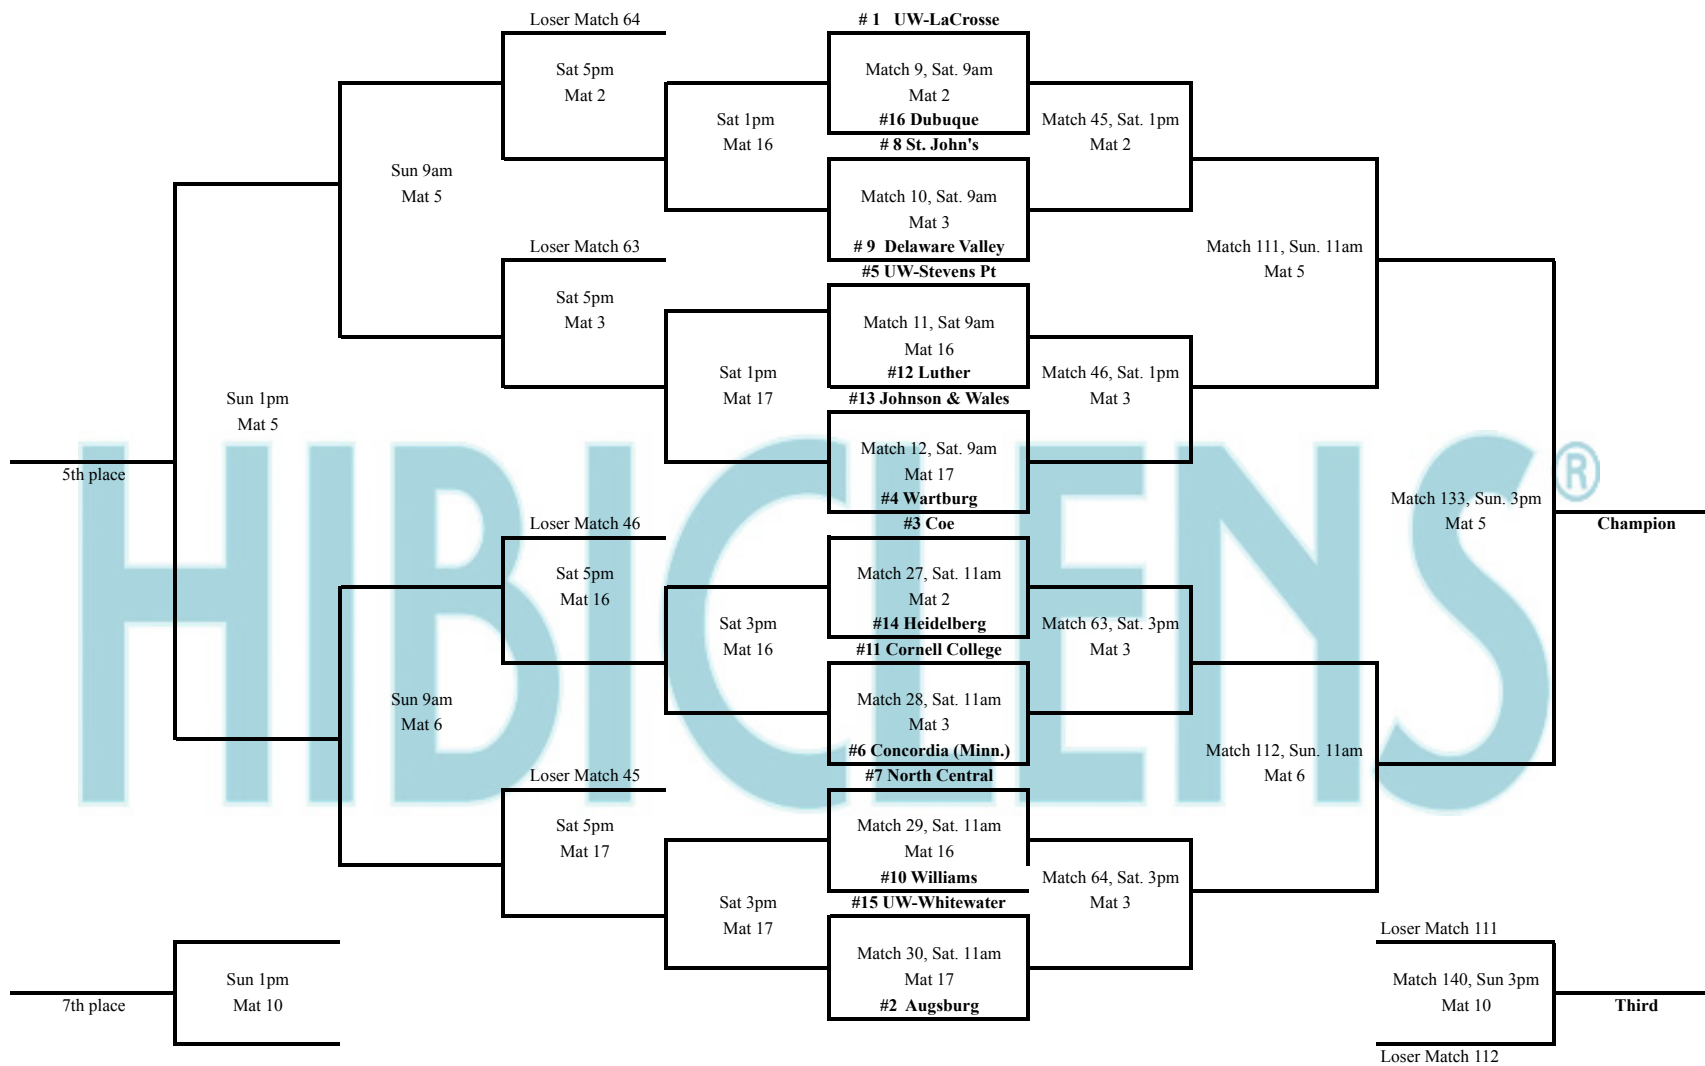 Loser Match 64
# 1 UW-LaCrosse
Sat 5pm
Mat 2
Match 9, Sat. 9am
Mat 2
Sat 1pm
Mat 16
#16 Dubuque
Match 45, Sat. 1pm
Mat 2
# 8 St. John's
Sun 9am
Mat 5
Match 10, Sat. 9am
Mat 3
Loser Match 63
# 9 Delaware Valley
Match 111, Sun. 11am
Mat 5
#5 UW-Stevens Pt
Sat 5pm
Mat 3
Match 11, Sat 9am
Mat 16
Sat 1pm
Mat 17
#12 Luther
Match 46, Sat. 1pm
Mat 3
#13 Johnson & Wales
Sun 1pm
Mat 5
Match 12, Sat. 9am
Mat 17
5th place
#4 Wartburg
Match 133, Sun. 3pm
Mat 5
Champion
HIBICLENS®
Loser Match 46
#3 Coe
Sat 5pm
Mat 16
Match 27, Sat. 11am
Mat 2
Sat 3pm
Mat 16
#14 Heidelberg
Match 63, Sat. 3pm
Mat 3
#11 Cornell College
Sun 9am
Mat 6
Match 28, Sat. 11am
Mat 3
#6 Concordia (Minn.)
Match 112, Sun. 11am
Mat 6
Loser Match 45
#7 North Central
Sat 5pm
Mat 17
Match 29, Sat. 11am
Mat 16
#10 Williams
Match 64, Sat. 3pm
Mat 3
Sat 3pm
Mat 17
#15 UW-Whitewater
Loser Match 111
Match 30, Sat. 11am
Mat 17
Sun 1pm
Mat 10
Match 140, Sun 3pm
Mat 10
7th place
#2 Augsburg
Third
Loser Match 112